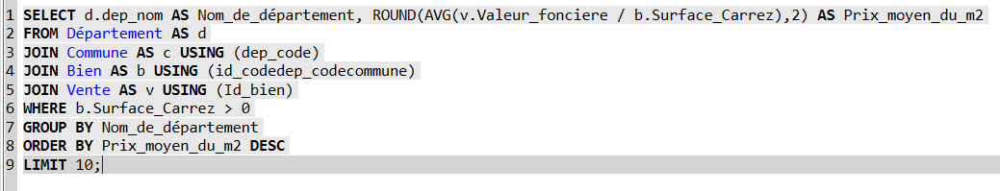 1 SELECT d.dep_nom AS Nom_de_département, ROUND(AVG(v.Valeur_fonciere / b.Surface_Carrez),2) AS Prix_moyen_du_m2
2 FROM Département AS d
3 JOIN Commune AS c USING (dep_code)
4 JOIN Bien AS b USING (id_codedep_codecommune)
5 JOIN Vente AS v USING (Id_bien)
6 WHERE b.Surface_Carrez > 0
7 GROUP BY Nom_de_département
8 ORDER BY Prix_moyen_du_m2 DESC
9 LIMIT 10;